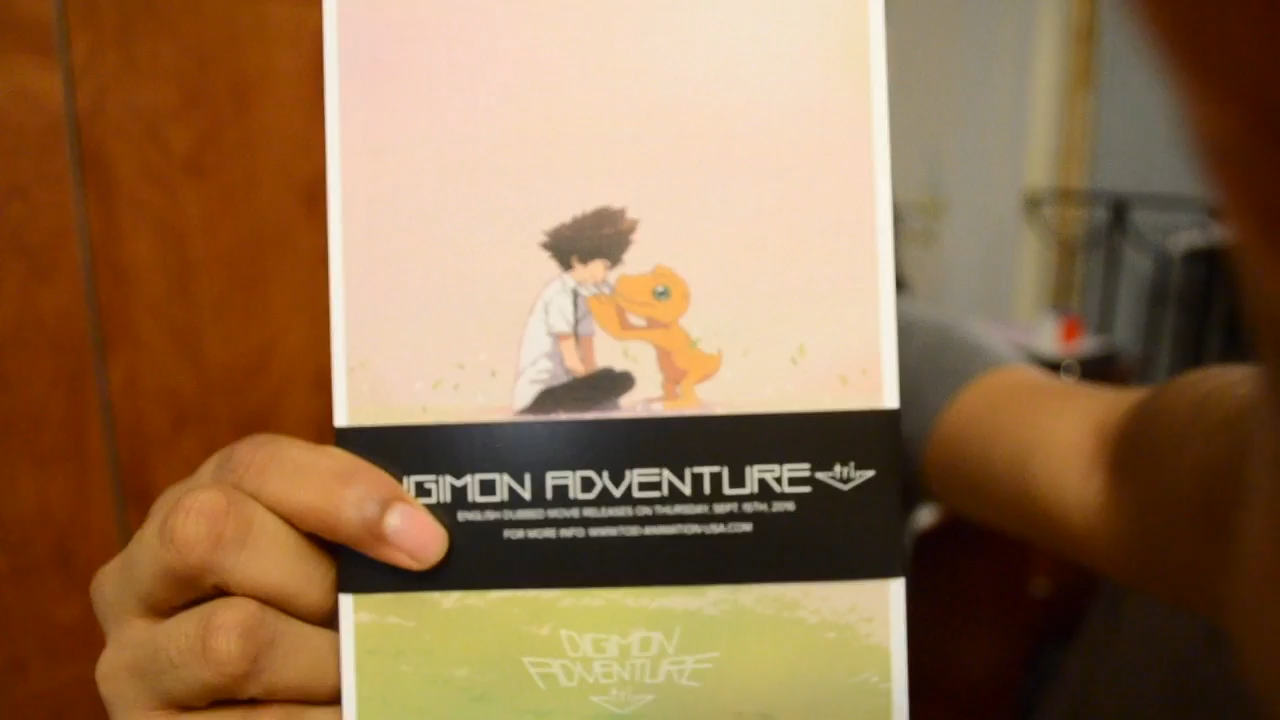 IGIMON ADVENTURE tri.
ENGLISH DUBBED MOVIE RELEASES ON THURSDAY, SEPT. 15TH, 2016
FOR MORE INFO: WWW.TOEI-ANIMATION-USA.COM
DIGIMON
ADVENTURE
tri.